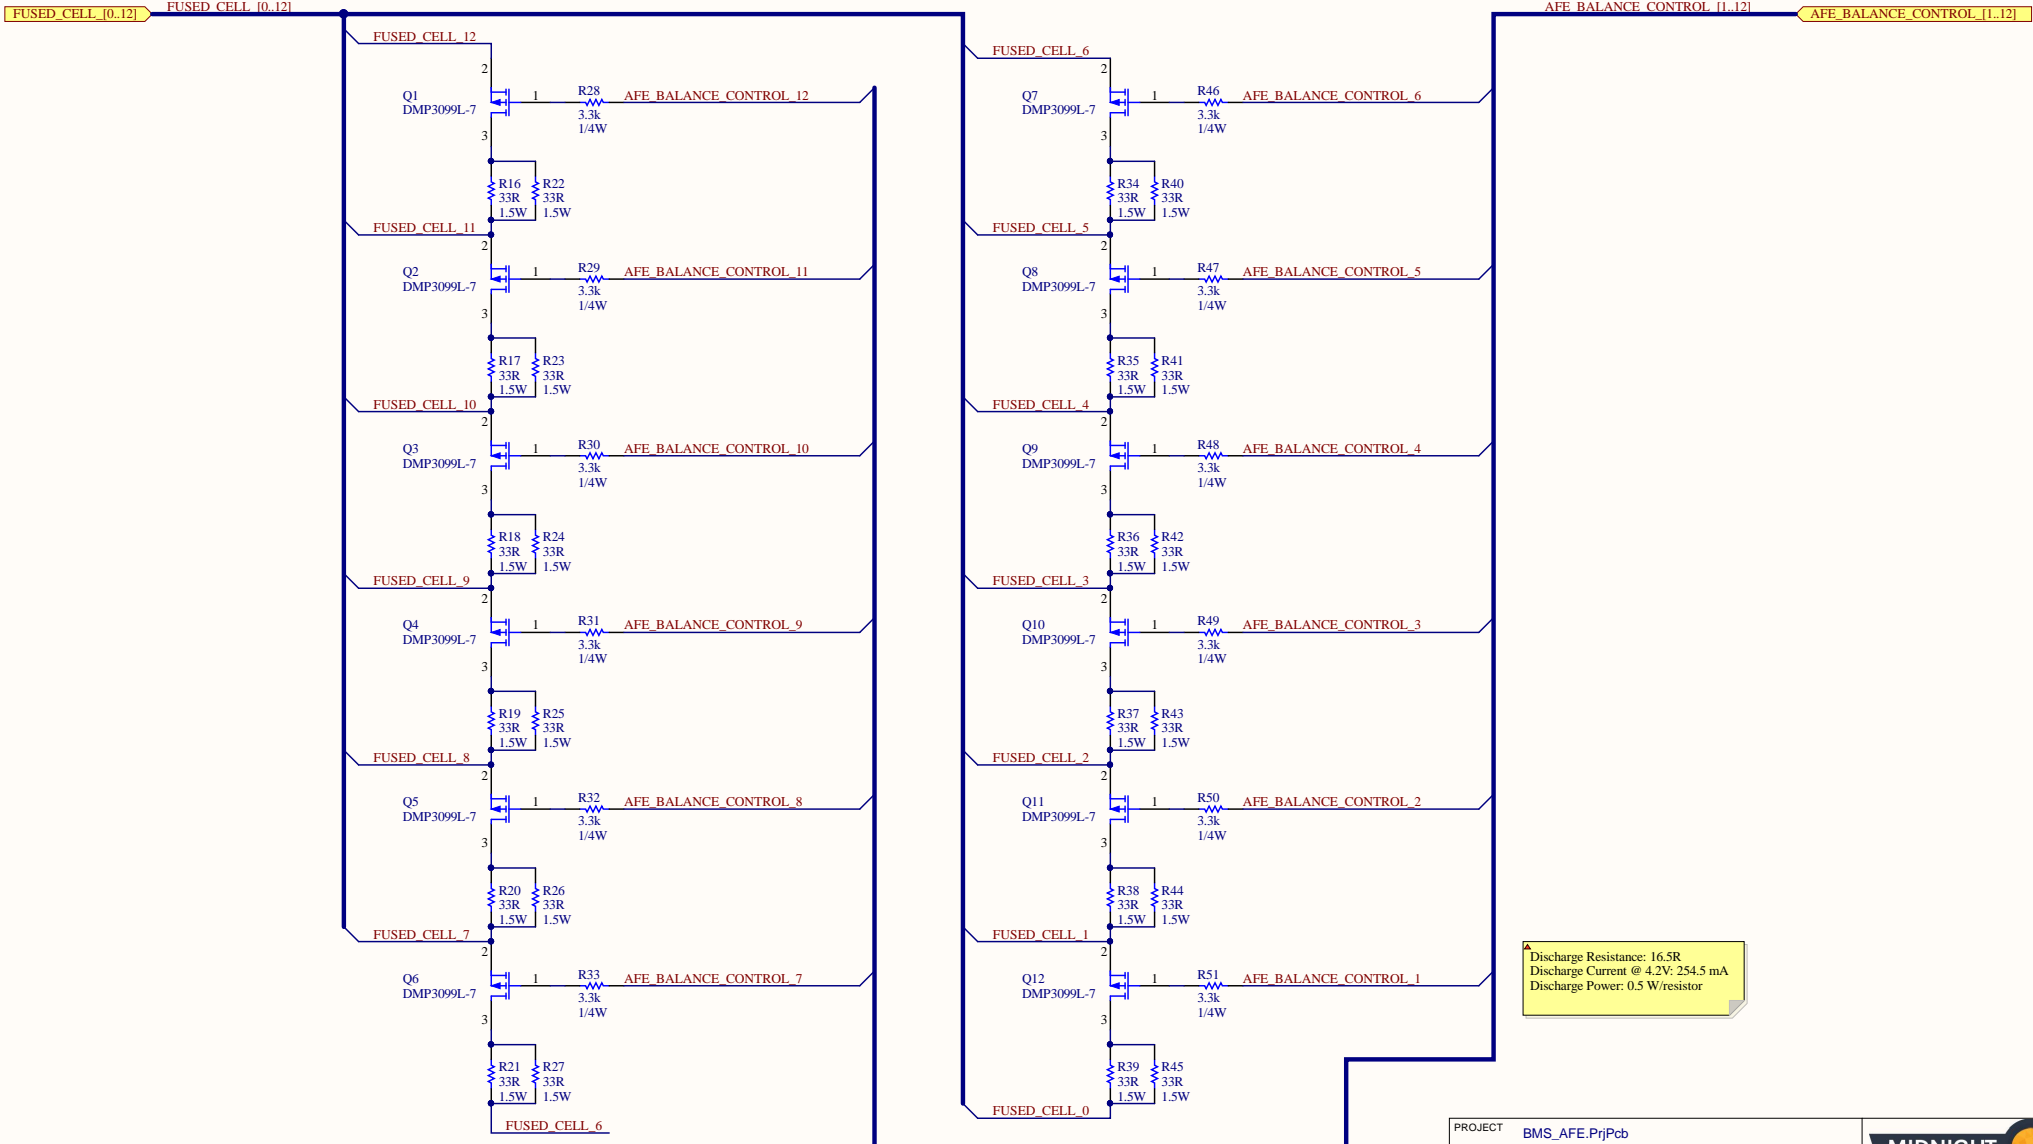 FUSED_CELL_[0..12]
FUSED_CELL_[0..12]
AFE_BALANCE_CONTROL_[1..12]
AFE_BALANCE_CONTROL_[1..12]
FUSED_CELL_12
2
Q1
DMP3099L-7
1
R28
3.3k
1/4W
AFE_BALANCE_CONTROL_12
3
R16
33R
1.5W
R22
33R
1.5W
FUSED_CELL_11
2
Q2
DMP3099L-7
1
R29
3.3k
1/4W
AFE_BALANCE_CONTROL_11
3
R17
33R
1.5W
R23
33R
1.5W
FUSED_CELL_10
2
Q3
DMP3099L-7
1
R30
3.3k
1/4W
AFE_BALANCE_CONTROL_10
3
R18
33R
1.5W
R24
33R
1.5W
FUSED_CELL_9
2
Q4
DMP3099L-7
1
R31
3.3k
1/4W
AFE_BALANCE_CONTROL_9
3
R19
33R
1.5W
R25
33R
1.5W
FUSED_CELL_8
2
Q5
DMP3099L-7
1
R32
3.3k
1/4W
AFE_BALANCE_CONTROL_8
3
R20
33R
1.5W
R26
33R
1.5W
FUSED_CELL_7
2
Q6
DMP3099L-7
1
R33
3.3k
1/4W
AFE_BALANCE_CONTROL_7
3
R21
33R
1.5W
R27
33R
1.5W
FUSED_CELL_6
FUSED_CELL_6
2
Q7
DMP3099L-7
1
R46
3.3k
1/4W
AFE_BALANCE_CONTROL_6
3
R34
33R
1.5W
R40
33R
1.5W
FUSED_CELL_5
2
Q8
DMP3099L-7
1
R47
3.3k
1/4W
AFE_BALANCE_CONTROL_5
3
R35
33R
1.5W
R41
33R
1.5W
FUSED_CELL_4
2
Q9
DMP3099L-7
1
R48
3.3k
1/4W
AFE_BALANCE_CONTROL_4
3
R36
33R
1.5W
R42
33R
1.5W
FUSED_CELL_3
2
Q10
DMP3099L-7
1
R49
3.3k
1/4W
AFE_BALANCE_CONTROL_3
3
R37
33R
1.5W
R43
33R
1.5W
FUSED_CELL_2
2
Q11
DMP3099L-7
1
R50
3.3k
1/4W
AFE_BALANCE_CONTROL_2
3
R38
33R
1.5W
R44
33R
1.5W
FUSED_CELL_1
2
Q12
DMP3099L-7
1
R51
3.3k
1/4W
AFE_BALANCE_CONTROL_1
3
R39
33R
1.5W
R45
33R
1.5W
FUSED_CELL_0
Discharge Resistance: 16.5R
Discharge Current @ 4.2V: 254.5 mA
Discharge Power: 0.5 W/resistor
PROJECT
BMS_AFE.PrjPcb
MIDNIGHT